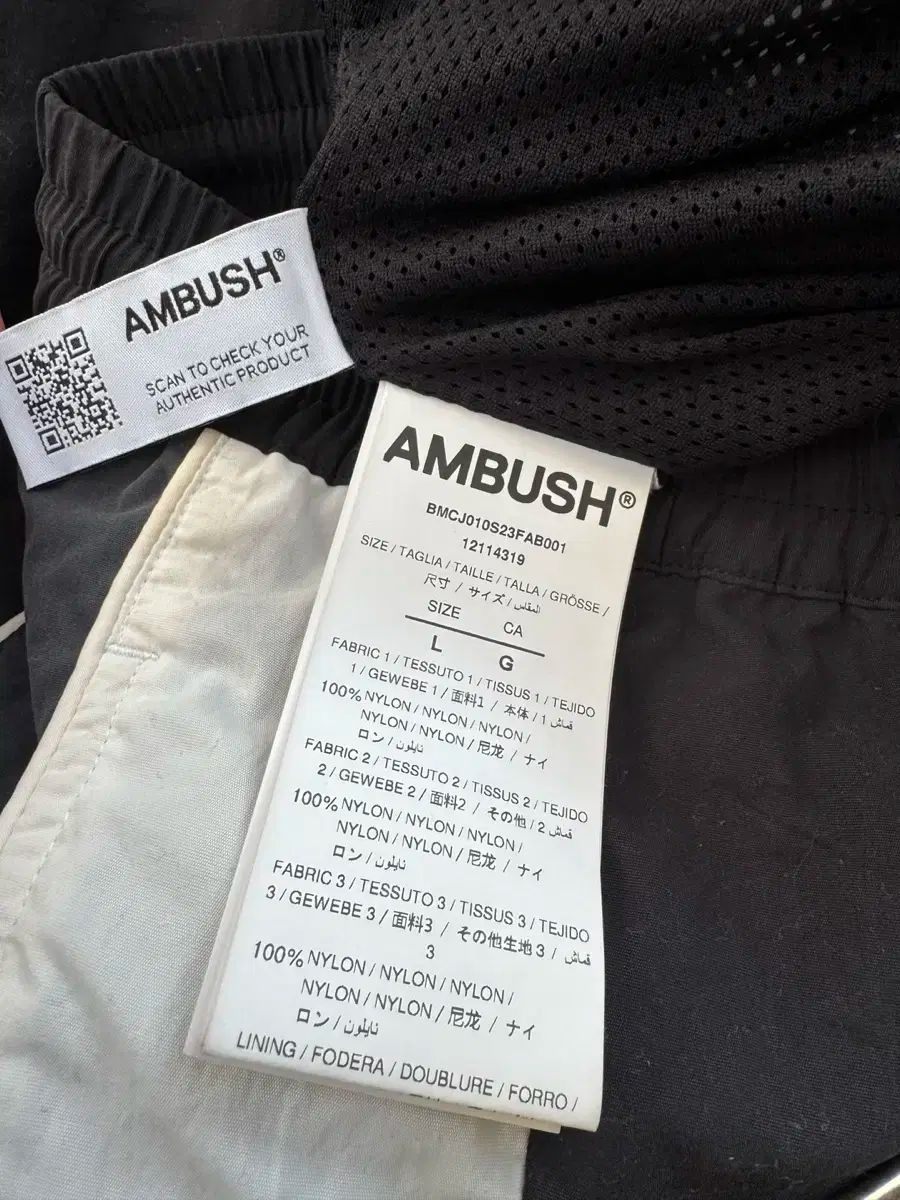 AMBUSH®
SCAN TO CHECK YOUR
AUTHENTIC PRODUCT
AMBUSH®
BMCJ010S23FAB001
12114319
SIZE / TAGLIA / TAILLE / TALLA / GRÖSSE /
尺寸 / サイズ / المقاس
SIZE CA
L G
FABRIC 1 / TESSUTO 1 / TISSUS 1 / TEJIDO
1 / GEWEBE 1 / 面料1 / 本体 / 1 قماش
100% NYLON / NYLON / NYLON /
NYLON / NYLON / 尼龙 / ナイ
ロン / نايلون
FABRIC 2 / TESSUTO 2 / TISSUS 2 / TEJIDO
2 / GEWEBE 2 / 面料2 / その他 / 2 قماش
100% NYLON / NYLON / NYLON /
NYLON / NYLON / 尼龙 / ナイ
ロン / نايلون
FABRIC 3 / TESSUTO 3 / TISSUS 3 / TEJIDO
3 / GEWEBE 3 / 面料3 / その他生地 3 / قماش
3
100% NYLON / NYLON / NYLON /
NYLON / NYLON / 尼龙 / ナイ
ロン / نايلون
LINING / FODERA / DOUBLURE / FORRO /